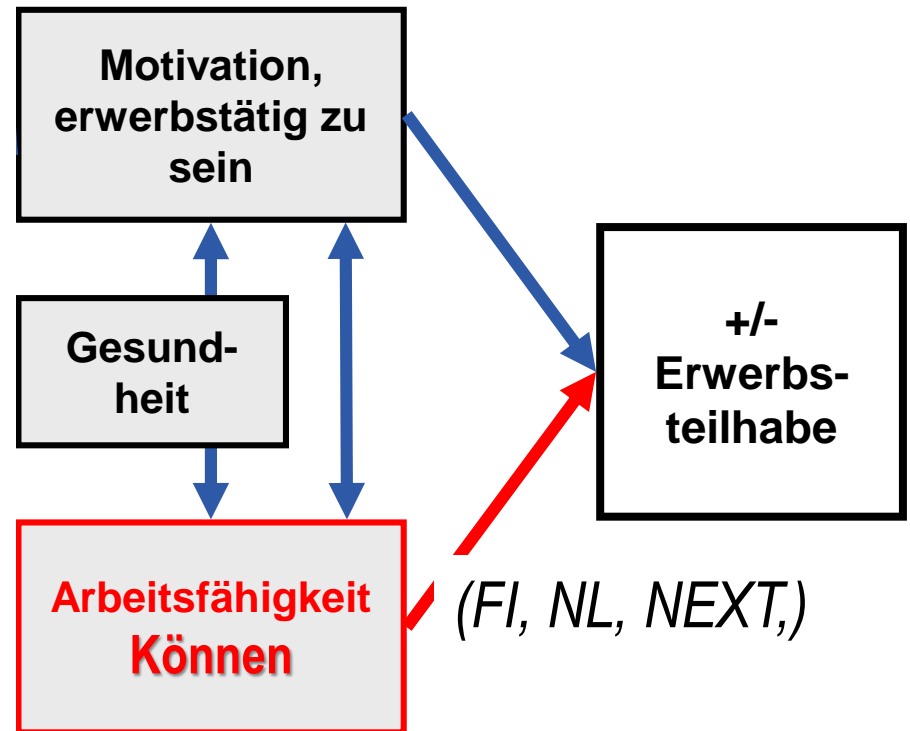 Motivation,
erwerbstätig zu
sein
Gesund-
heit
+/-
Erwerbs-
teilhabe
Arbeitsfähigkeit
Können
(FI, NL, NEXT,)